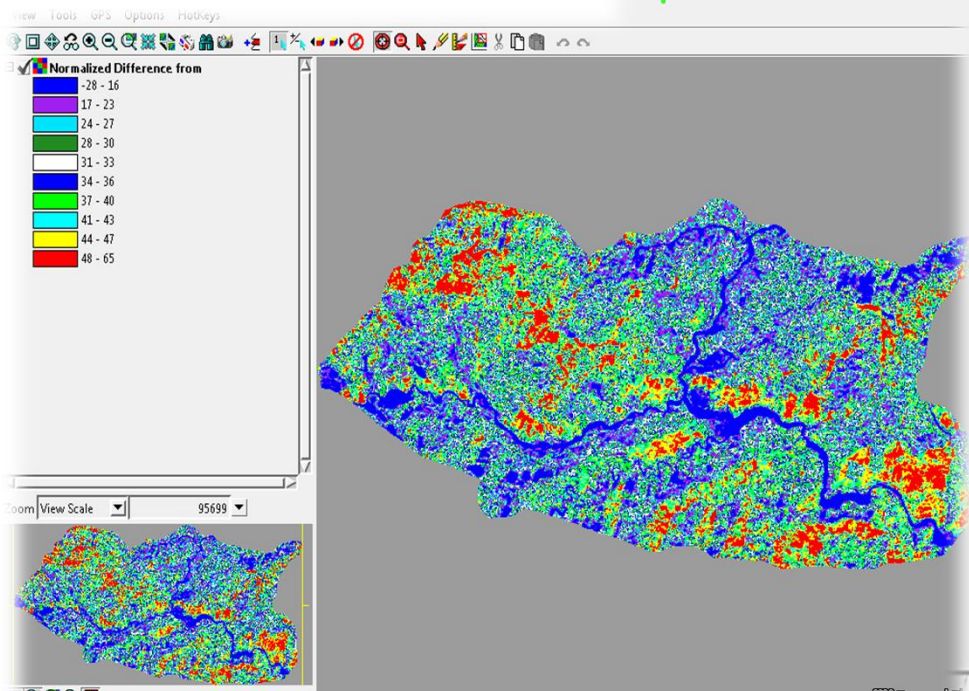 View Tools GPS Options HotKeys
Normalized Difference from
-28 - 16
17 - 23
24 - 27
28 - 30
31 - 33
34 - 36
37 - 40
41 - 43
44 - 47
48 - 65
Zoom View Scale 95699